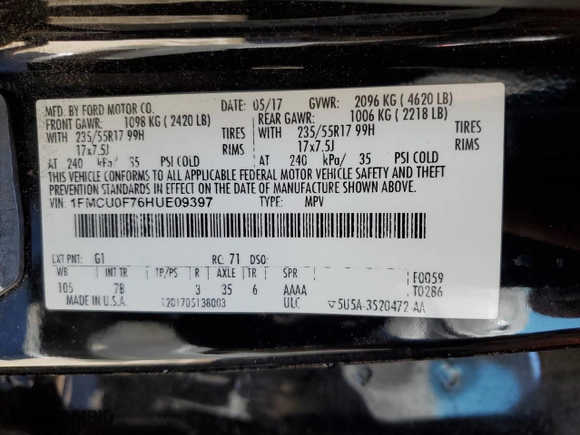 MFD. BY FORD MOTOR CO. DATE: 05/17 GVWR: 2096 KG ( 4620 LB)
FRONT GAWR: 1098 KG ( 2420 LB) REAR GAWR: 1006 KG ( 2218 LB)
WITH 235/55R17 99H TIRES WITH 235/55R17 99H TIRES
17x7.5J RIMS 17x7.5J RIMS
AT 240 kPa/ 35 PSI COLD AT 240 kPa/ 35 PSI COLD
THIS VEHICLE CONFORMS TO ALL APPLICABLE FEDERAL MOTOR VEHICLE SAFETY AND THEFT
PREVENTION STANDARDS IN EFFECT ON THE DATE OF MANUFACTURE SHOWN ABOVE.
VIN: 1FMCU0F76HUE09397 TYPE: MPV
EXT PNT: G1 RC: 71 DSO:
WB INT TR TP/PS R AXLE TR SPR F0059
105 7B 3 35 6 AAAA T0286
MADE IN U.S.A. 1201705138003 ULC 5U5A-3520472-AA